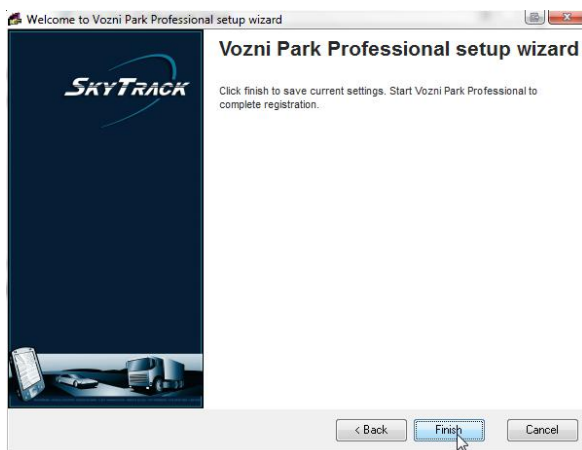 Welcome to Vozni Park Professional setup wizard
Vozni Park Professional setup wizard
SKYTRACK
Click finish to save current settings. Start Vozni Park Professional to
complete registration.
< Back
Finish
Cancel